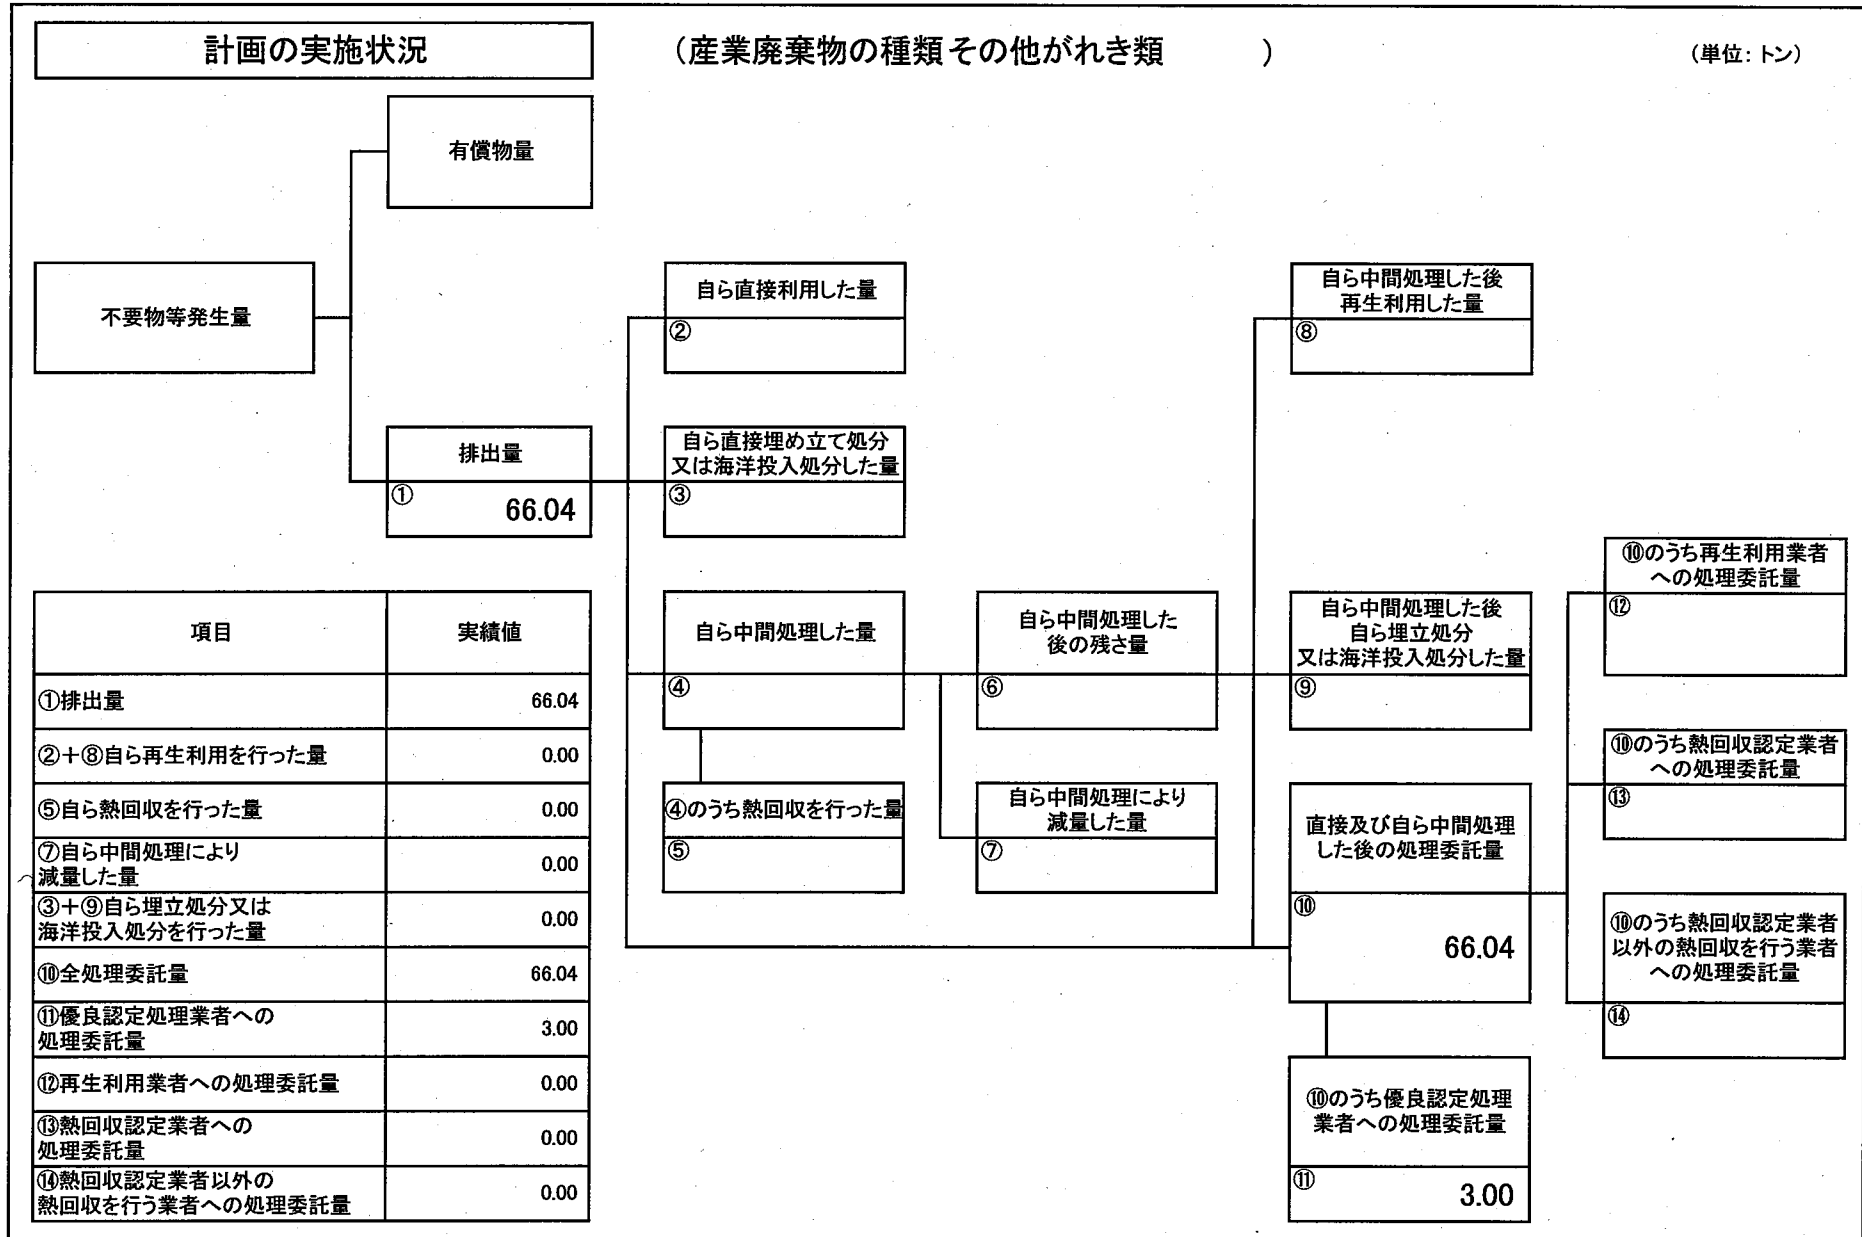 計画の実施状況
（産業廃棄物の種類その他がれき類　　　）
（単位：トン）
有償物量
不要物等発生量
自ら直接利用した量
②
自ら中間処理した後
再生利用した量
⑧
排出量
① 66.04
自ら直接埋め立て処分
又は海洋投入処分した量
③
⑩のうち再生利用業者
への処理委託量
⑫
自ら中間処理した量
④
自ら中間処理した
後の残さ量
⑥
自ら中間処理した後
自ら埋立処分
又は海洋投入処分した量
⑨
⑩のうち熱回収認定業者
への処理委託量
⑬
④のうち熱回収を行った量
⑤
自ら中間処理により
減量した量
⑦
直接及び自ら中間処理
した後の処理委託量
⑩
66.04
⑩のうち熱回収認定業者
以外の熱回収を行う業者
への処理委託量
⑭
⑩のうち優良認定処理
業者への処理委託量
⑪ 3.00
項目 実績値
①排出量 66.04
②＋⑧自ら再生利用を行った量 0.00
⑤自ら熱回収を行った量 0.00
⑦自ら中間処理により
減量した量 0.00
③＋⑨自ら埋立処分又は
海洋投入処分を行った量 0.00
⑩全処理委託量 66.04
⑪優良認定処理業者への
処理委託量 3.00
⑫再生利用業者への処理委託量 0.00
⑬熱回収認定業者への
処理委託量 0.00
⑭熱回収認定業者以外の
熱回収を行う業者への処理委託量 0.00